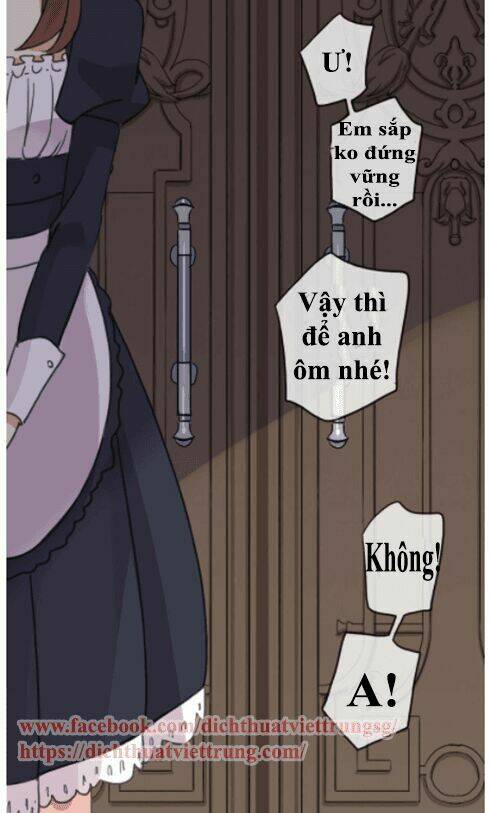 Ư!
Em sắp
ko đứng
vững
rồi...
Vậy thì
để anh
ôm nhé!
Không!
A!
www.facebook.com/dichthuatviettrungsg/
https://dichthuatviettrung.com/